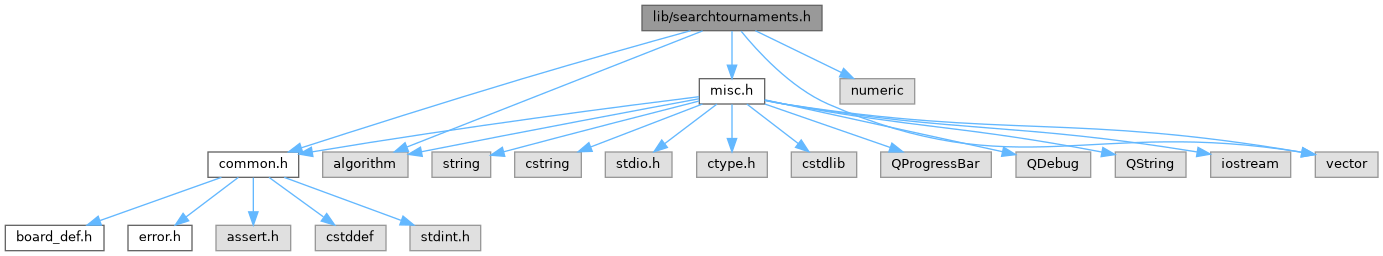 lib/searchtournaments.h
misc.h
numeric
common.h
algorithm
string
cstring
stdio.h
ctype.h
cstdlib
QProgressBar
QDebug
QString
iostream
vector
board_def.h
error.h
assert.h
cstddef
stdint.h